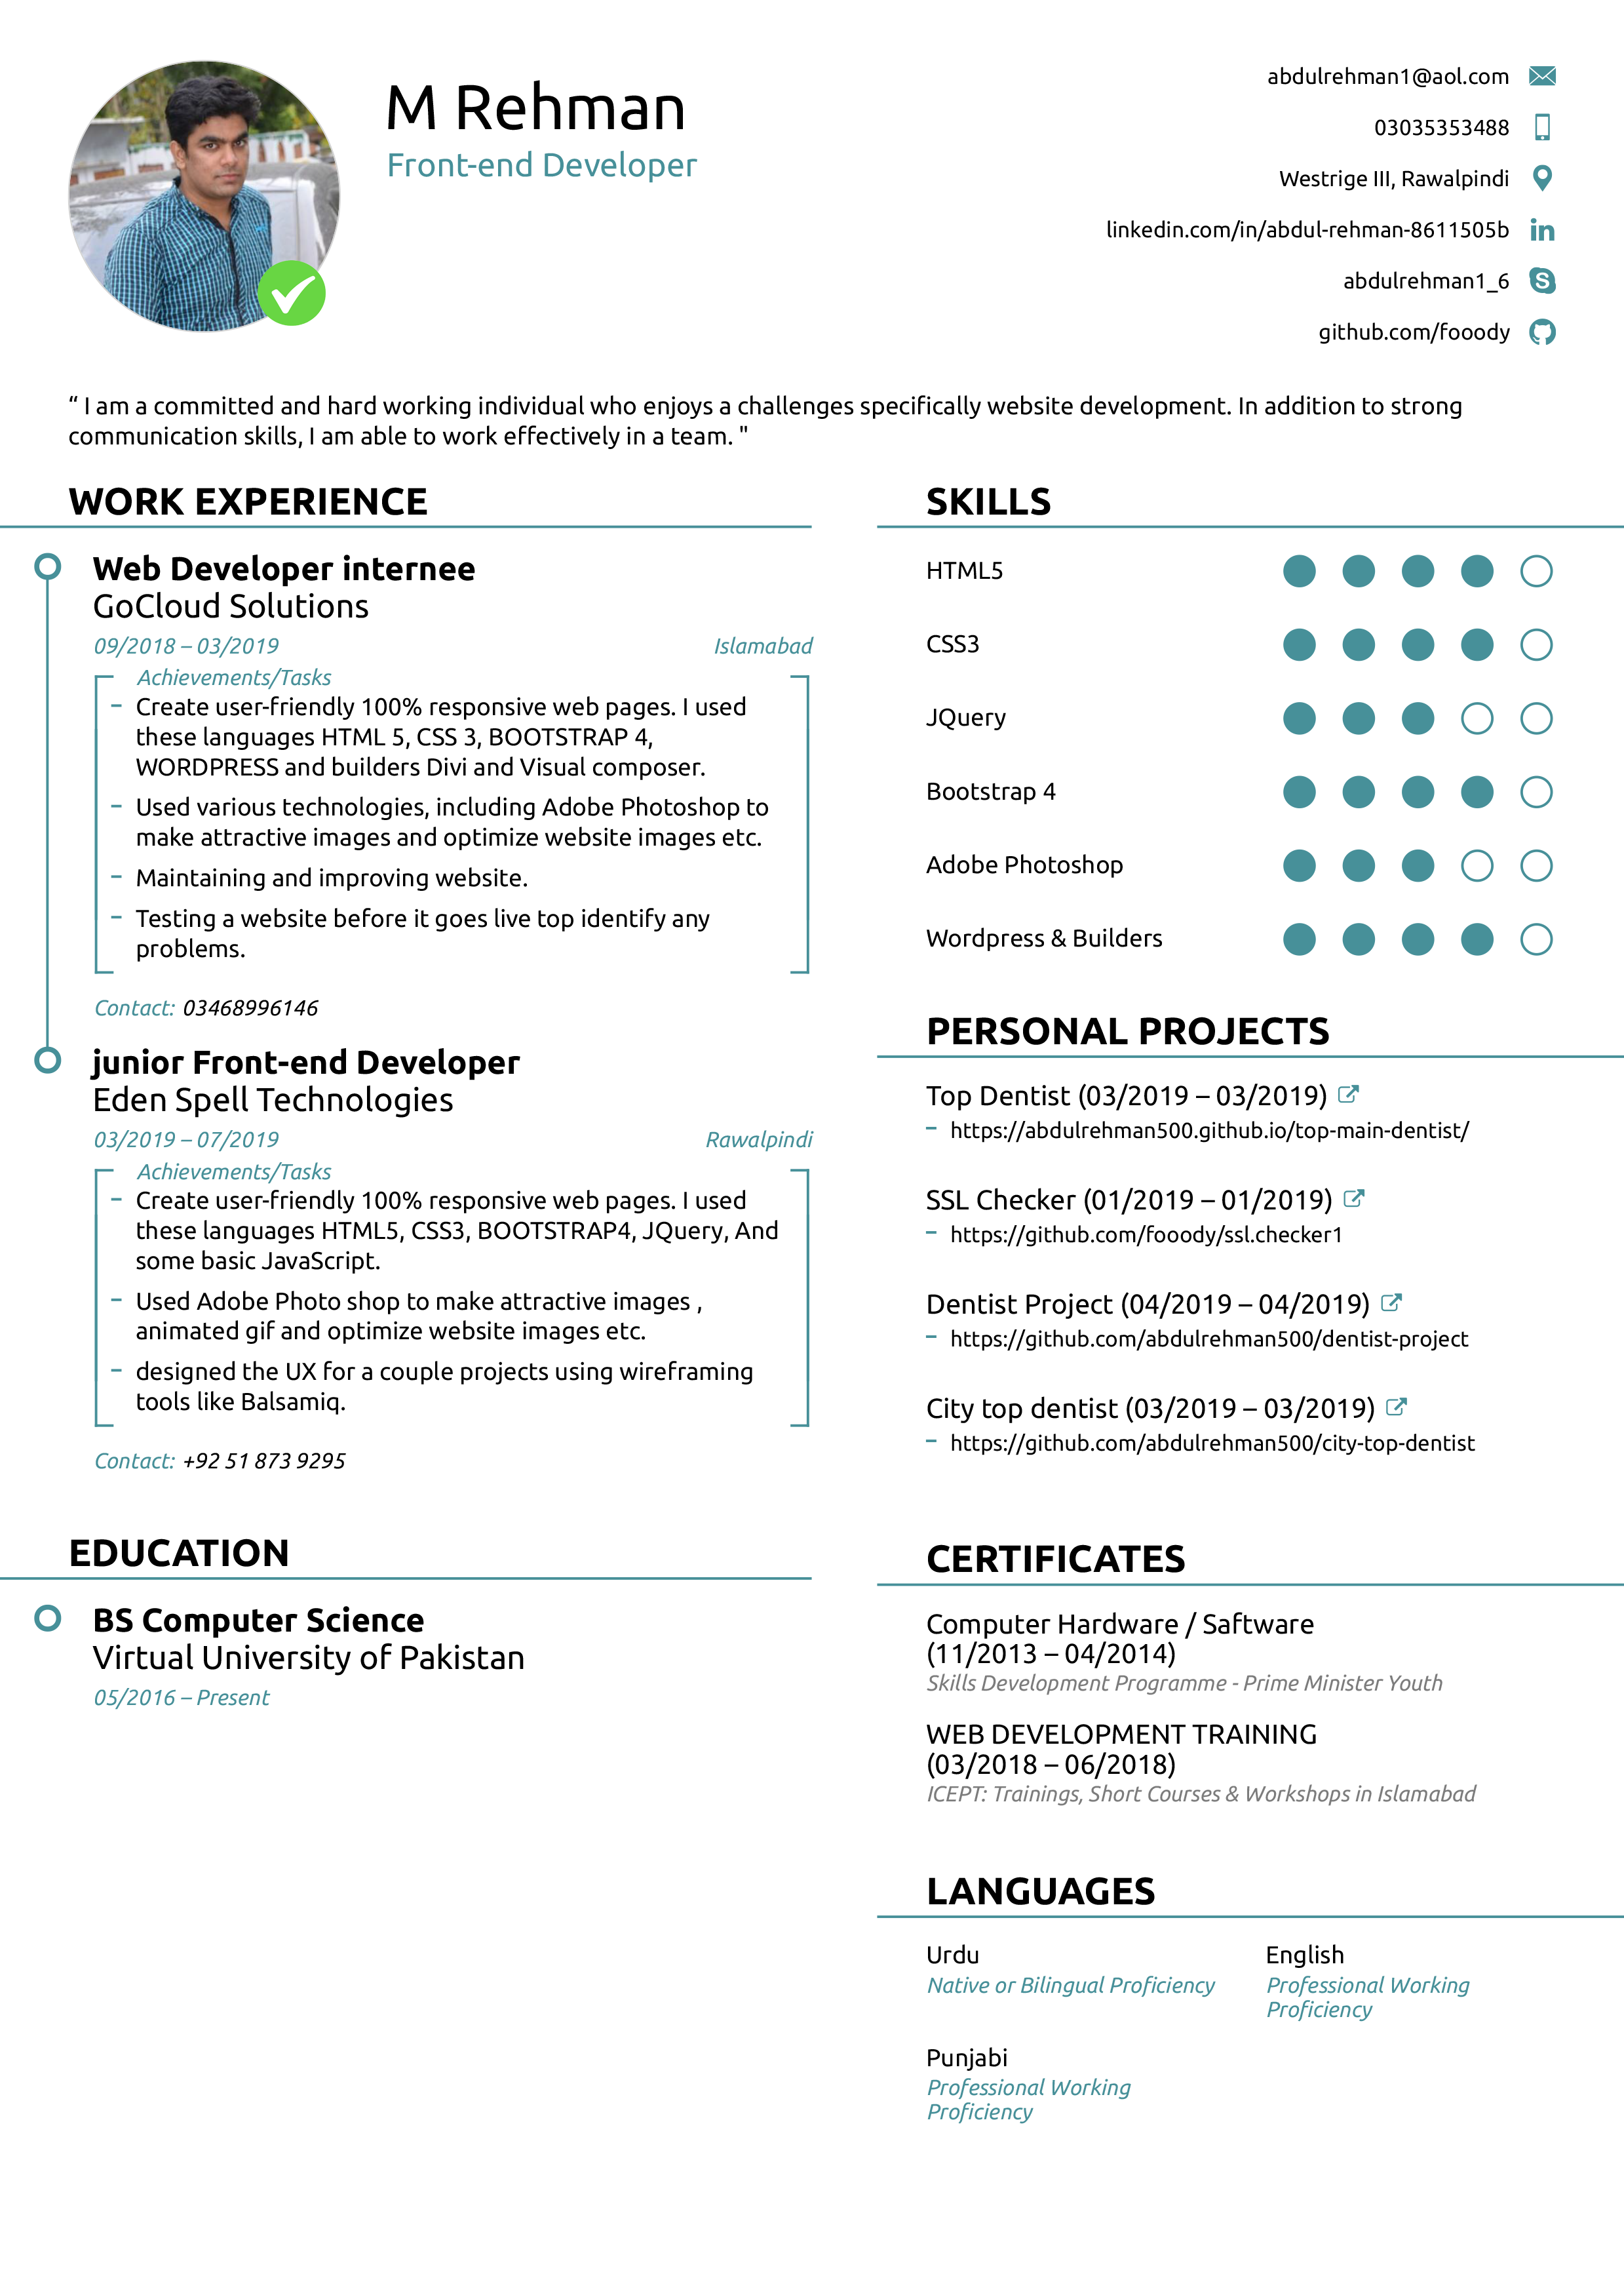 M Rehman
Front-end Developer
abdulrehman1@aol.com
03035353488
Westrige III, Rawalpindi
linkedin.com/in/abdul-rehman-8611505b
abdulrehman1_6
github.com/fooody
“ I am a committed and hard working individual who enjoys a challenges specifically website development. In addition to strong
communication skills, I am able to work effectively in a team. "
WORK EXPERIENCE
Web Developer internee
GoCloud Solutions
09/2018 – 03/2019 Islamabad
Achievements/Tasks
– Create user-friendly 100% responsive web pages. I used
these languages HTML 5, CSS 3, BOOTSTRAP 4,
WORDPRESS and builders Divi and Visual composer.
– Used various technologies, including Adobe Photoshop to
make attractive images and optimize website images etc.
– Maintaining and improving website.
– Testing a website before it goes live top identify any
problems.
Contact: 03468996146
junior Front-end Developer
Eden Spell Technologies
03/2019 – 07/2019 Rawalpindi
Achievements/Tasks
– Create user-friendly 100% responsive web pages. I used
these languages HTML5, CSS3, BOOTSTRAP4, JQuery, And
some basic JavaScript.
– Used Adobe Photo shop to make attractive images ,
animated gif and optimize website images etc.
– designed the UX for a couple projects using wireframing
tools like Balsamiq.
Contact: +92 51 873 9295
EDUCATION
BS Computer Science
Virtual University of Pakistan
05/2016 – Present
SKILLS
HTML5
CSS3
JQuery
Bootstrap 4
Adobe Photoshop
Wordpress & Builders
PERSONAL PROJECTS
Top Dentist (03/2019 – 03/2019)
– https://abdulrehman500.github.io/top-main-dentist/
SSL Checker (01/2019 – 01/2019)
– https://github.com/fooody/ssl.checker1
Dentist Project (04/2019 – 04/2019)
– https://github.com/abdulrehman500/dentist-project
City top dentist (03/2019 – 03/2019)
– https://github.com/abdulrehman500/city-top-dentist
CERTIFICATES
Computer Hardware / Saftware
(11/2013 – 04/2014)
Skills Development Programme - Prime Minister Youth
WEB DEVELOPMENT TRAINING
(03/2018 – 06/2018)
ICEPT: Trainings, Short Courses & Workshops in Islamabad
LANGUAGES
Urdu
Native or Bilingual Proficiency
English
Professional Working
Proficiency
Punjabi
Professional Working
Proficiency